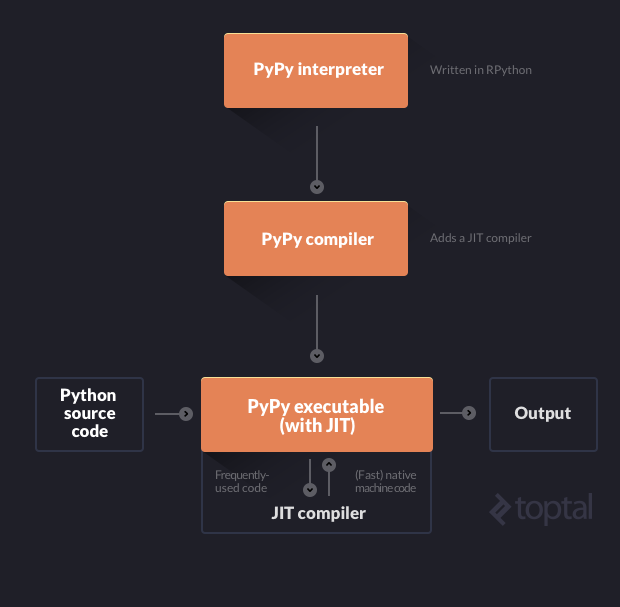 PyPy interpreter
Written in RPython
PyPy compiler
Adds a JIT compiler
Python
source
code
PyPy executable
(with JIT)
Output
Frequently-
used code
(Fast) native
machine code
JIT compiler
toptal